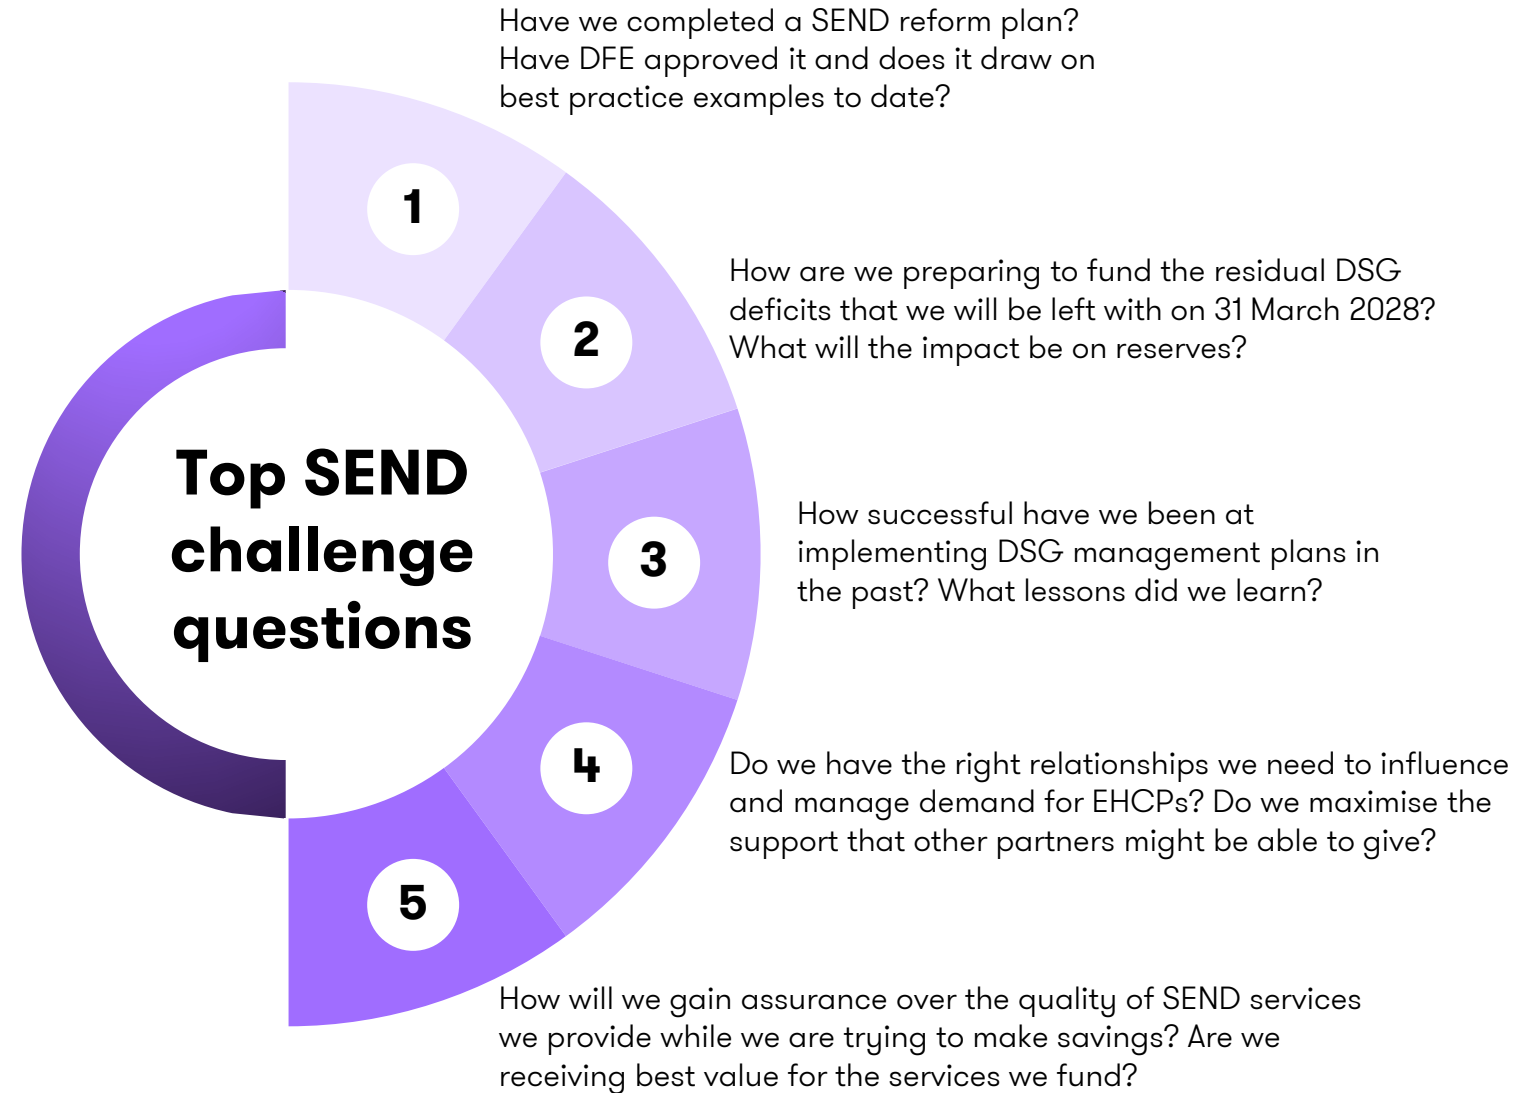 Have we completed a SEND reform plan?
Have DFE approved it and does it draw on
best practice examples to date?
1
How are we preparing to fund the residual DSG
deficits that we will be left with on 31 March 2028?
What will the impact be on reserves?
2
Top SEND
challenge
questions
How successful have we been at
implementing DSG management plans in
the past? What lessons did we learn?
3
Do we have the right relationships we need to influence
and manage demand for EHCPs? Do we maximise the
support that other partners might be able to give?
4
5
How will we gain assurance over the quality of SEND services
we provide while we are trying to make savings? Are we
receiving best value for the services we fund?